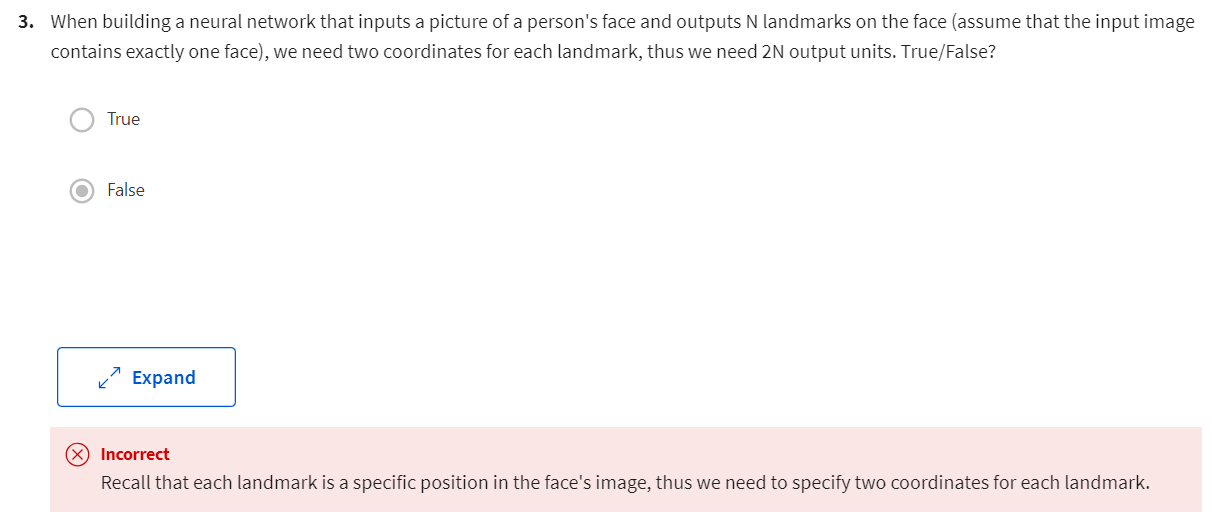 3. When building a neural network that inputs a picture of a person's face and outputs N landmarks on the face (assume that the input image
contains exactly one face), we need two coordinates for each landmark, thus we need 2N output units. True/False?
True
False
Expand
Incorrect
Recall that each landmark is a specific position in the face's image, thus we need to specify two coordinates for each landmark.